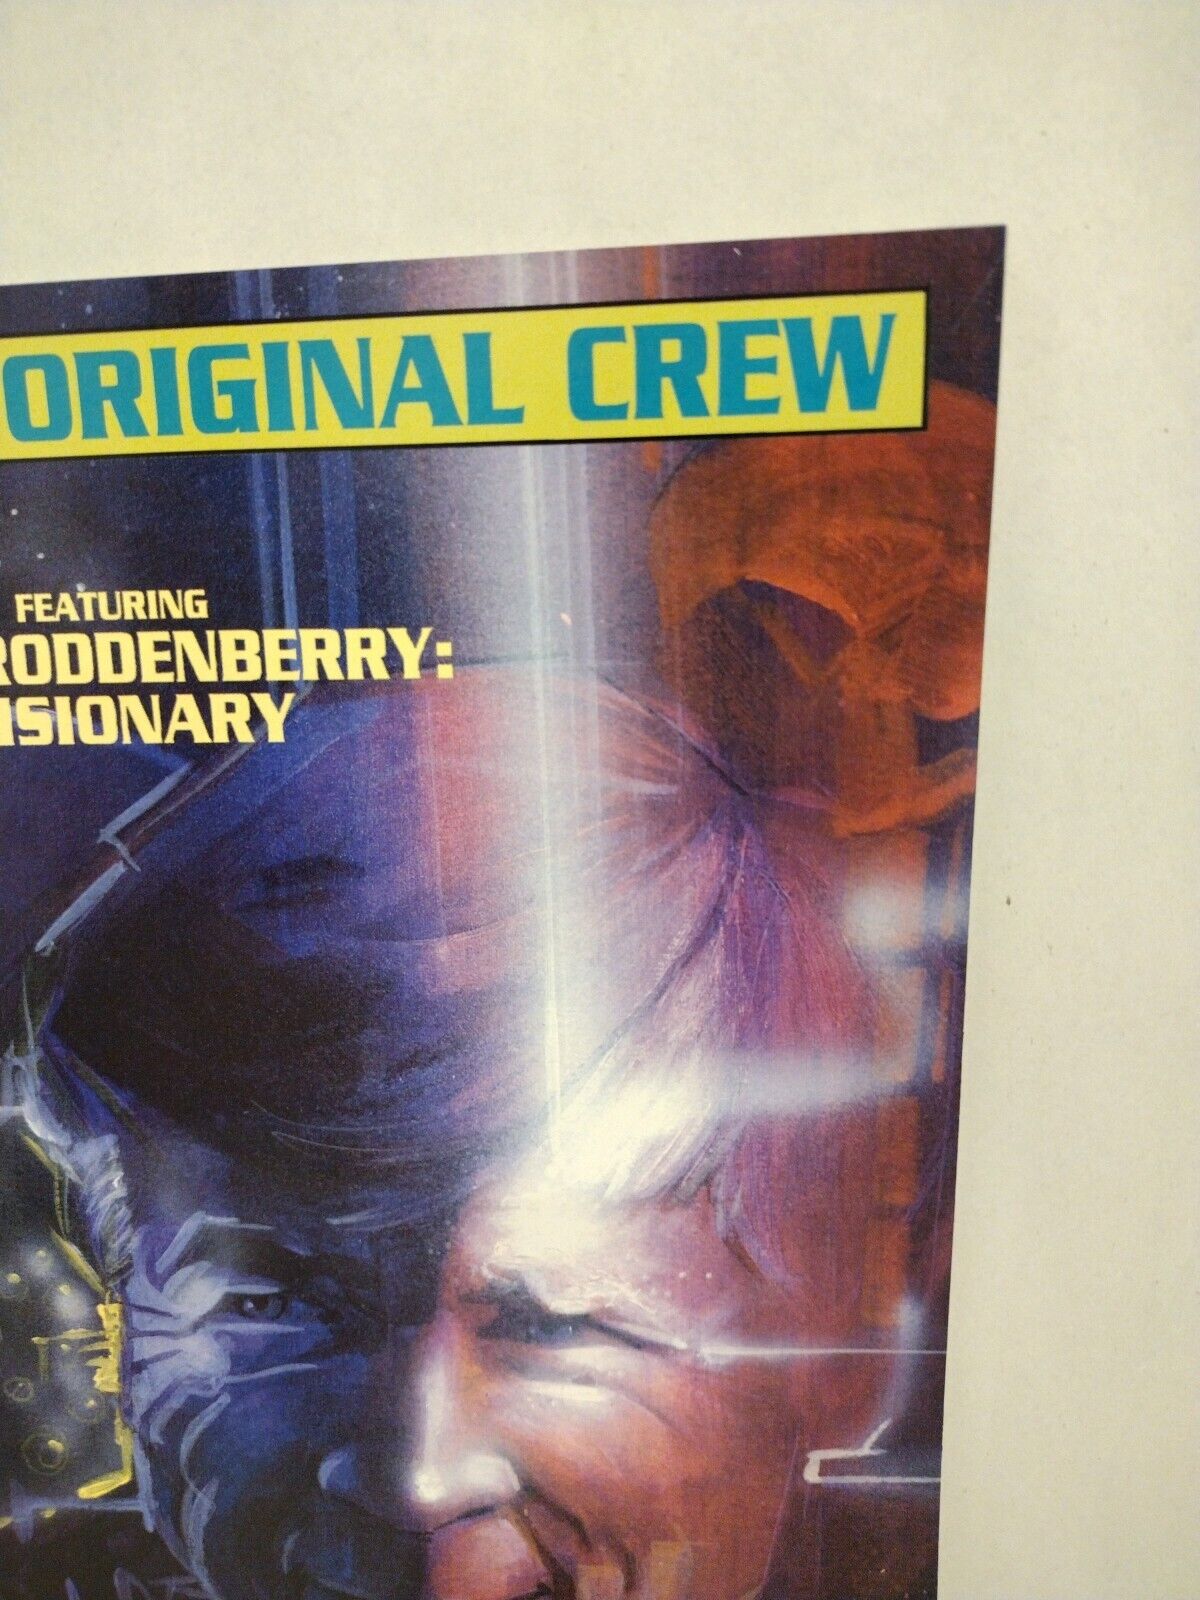 ORIGINAL CREW
FEATURING
RODDENBERRY:
ISIONARY